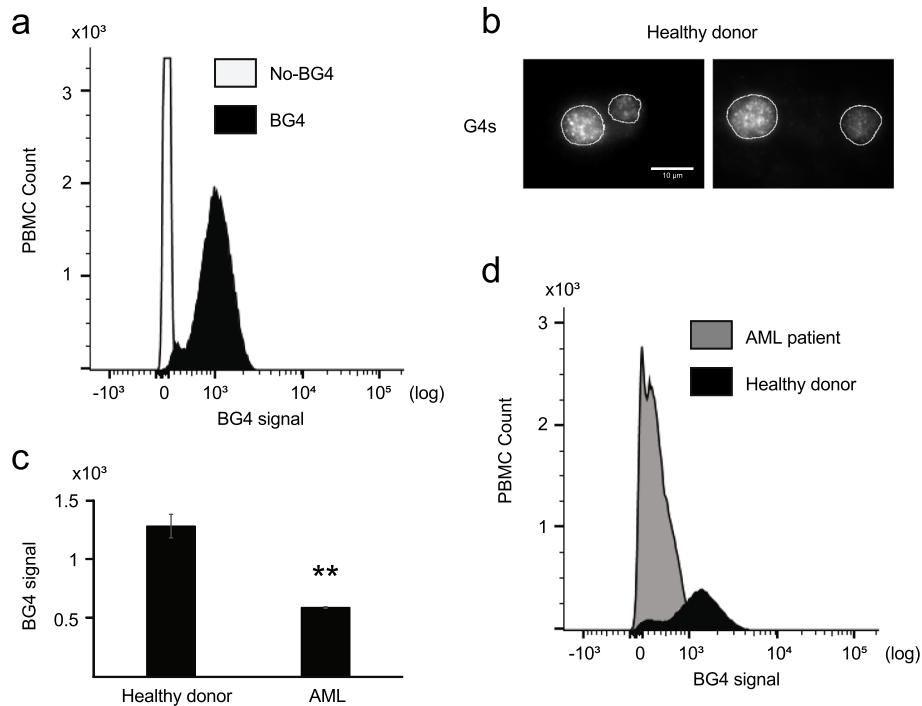 a
x10³
No-BG4
BG4
3
2
1
PBMC Count
-10³ 0 10³ 10⁴ 10⁵ (log)
BG4 signal
b
Healthy donor
G4s
10 µm
c
x10³
1.5
1
0.5
BG4 signal
**
Healthy donor AML
d
x10³
AML patient
Healthy donor
3
2
1
PBMC Count
-10³ 0 10³ 10⁴ 10⁵ (log)
BG4 signal